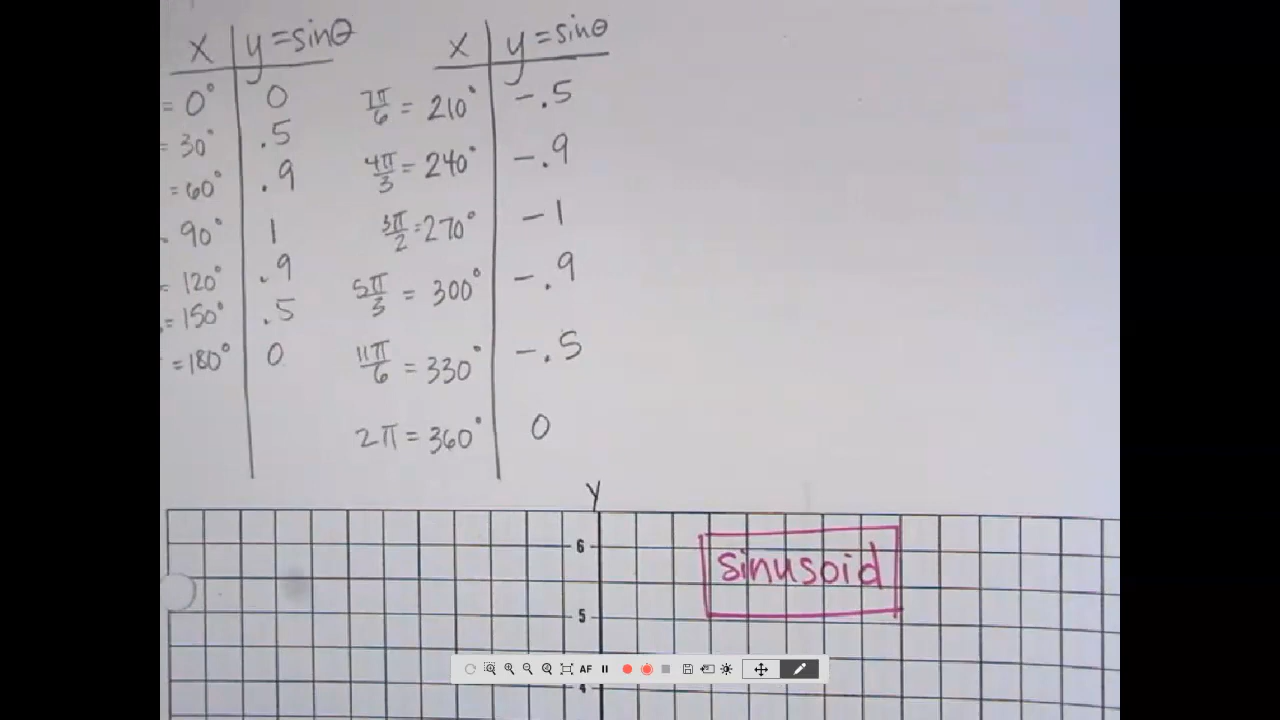 x y=sinθ
=0° 0
=30° .5
=60° .9
90° 1
=120° .9
=150° .5
=180° 0
x y=sinθ
7π/6 = 210° -.5
4π/3 = 240° -.9
3π/2 = 270° -1
5π/3 = 300° -.9
11π/6 = 330° -.5
2π = 360° 0
y
6
sinusoid
5
AF
4